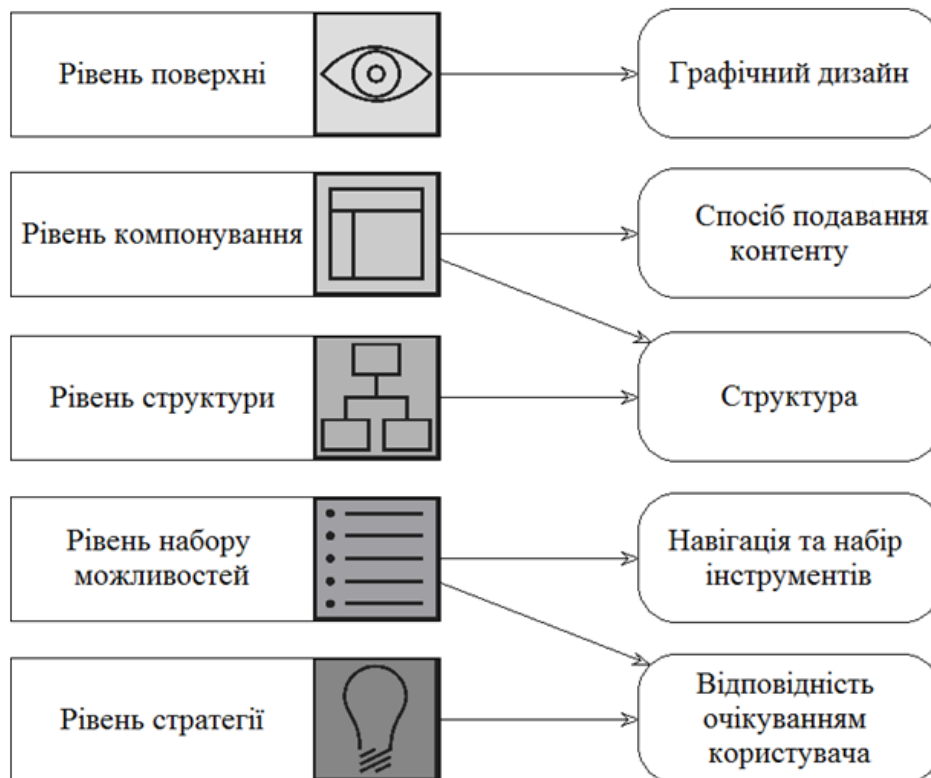 Рівень поверхні
Графічний дизайн
Рівень компонування
Спосіб подавання
контенту
Рівень структури
Структура
Рівень набору
можливостей
Навігація та набір
інструментів
Рівень стратегії
Відповідність
очікуванням
користувача